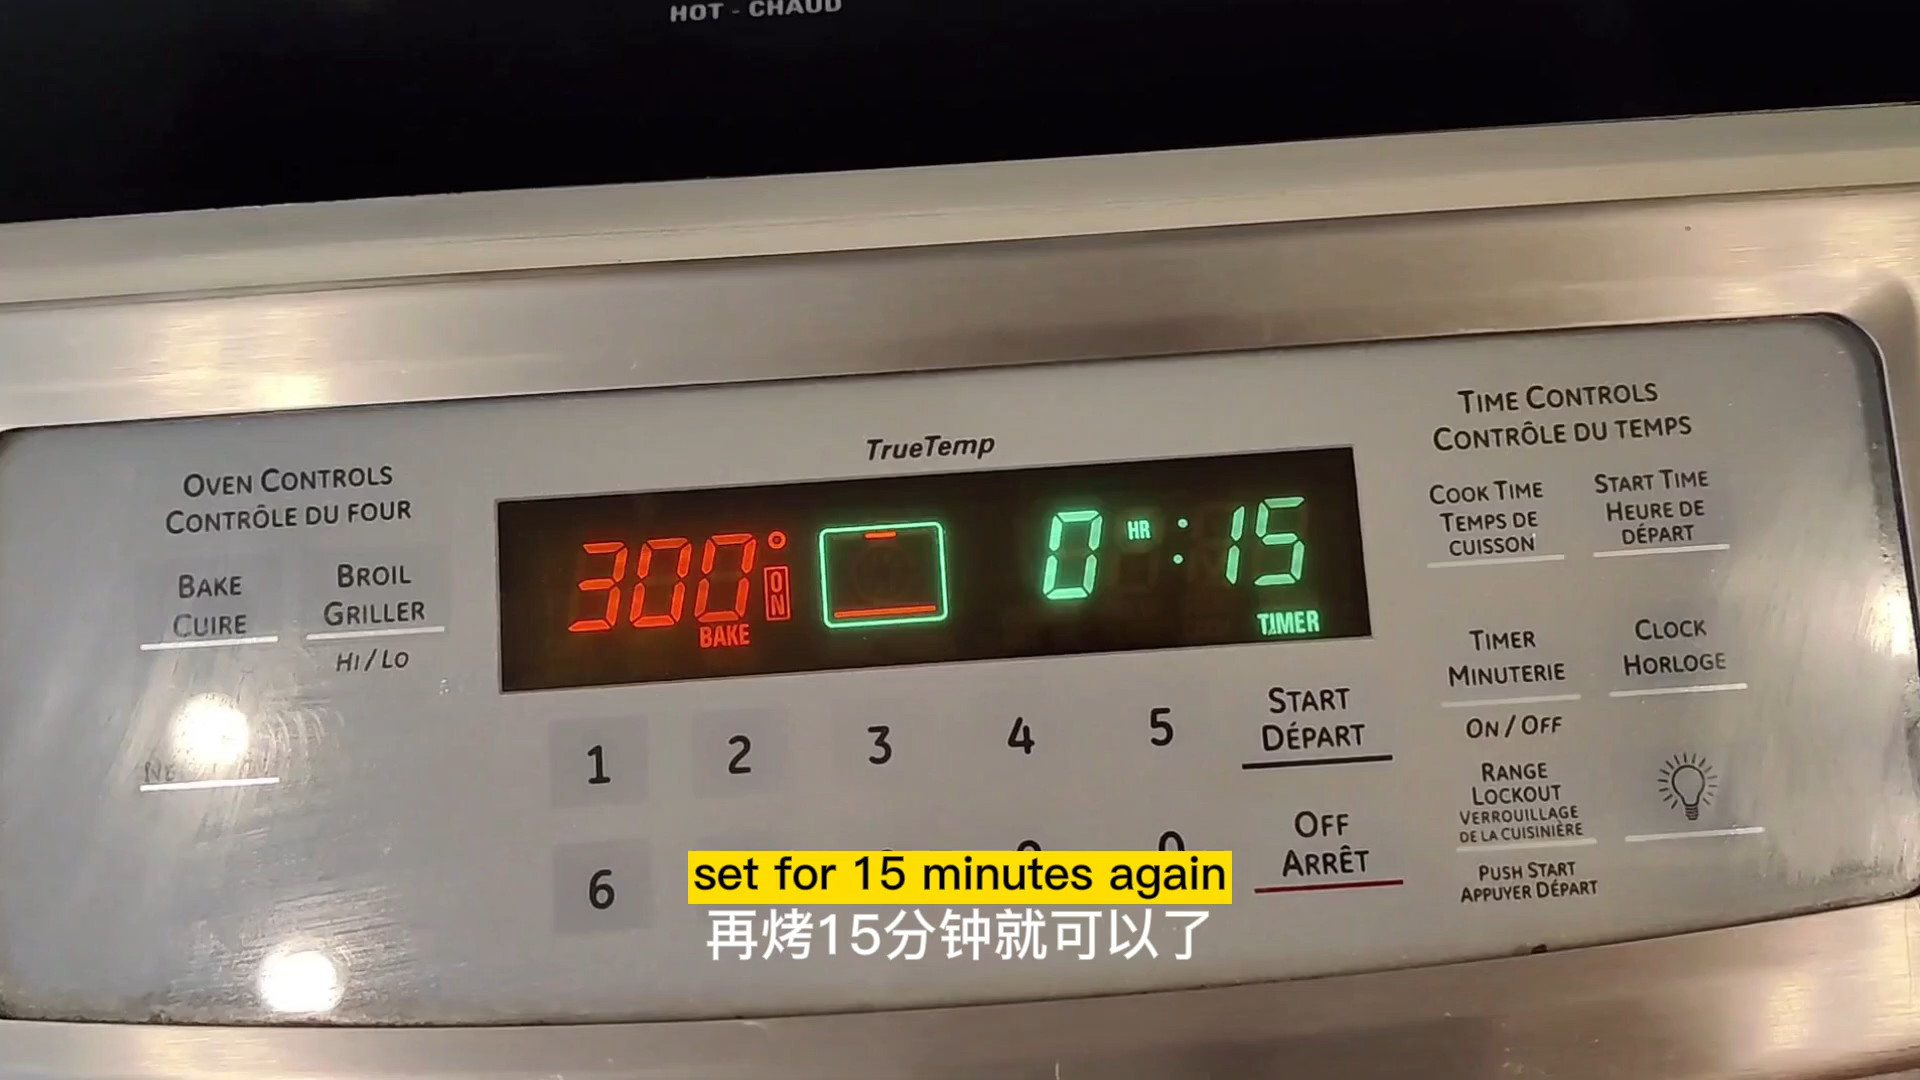 HOT - CHAUD
TrueTemp
OVEN CONTROLS
CONTRÔLE DU FOUR
BAKE
CUIRE
BROIL
GRILLER
HI/LO
300°
ON
BAKE
0 HR : 15
TIMER
TIME CONTROLS
CONTRÔLE DU TEMPS
COOK TIME
TEMPS DE
CUISSON
START TIME
HEURE DE
DÉPART
TIMER
MINUTERIE
ON/OFF
CLOCK
HORLOGE
RANGE
LOCKOUT
VERROUILLAGE
DE LA CUISINIÈRE
PUSH START
APPUYER DÉPART
1 2 3 4 5
START
DÉPART
6
OFF
ARRÊT
set for 15 minutes again
再烤15分钟就可以了